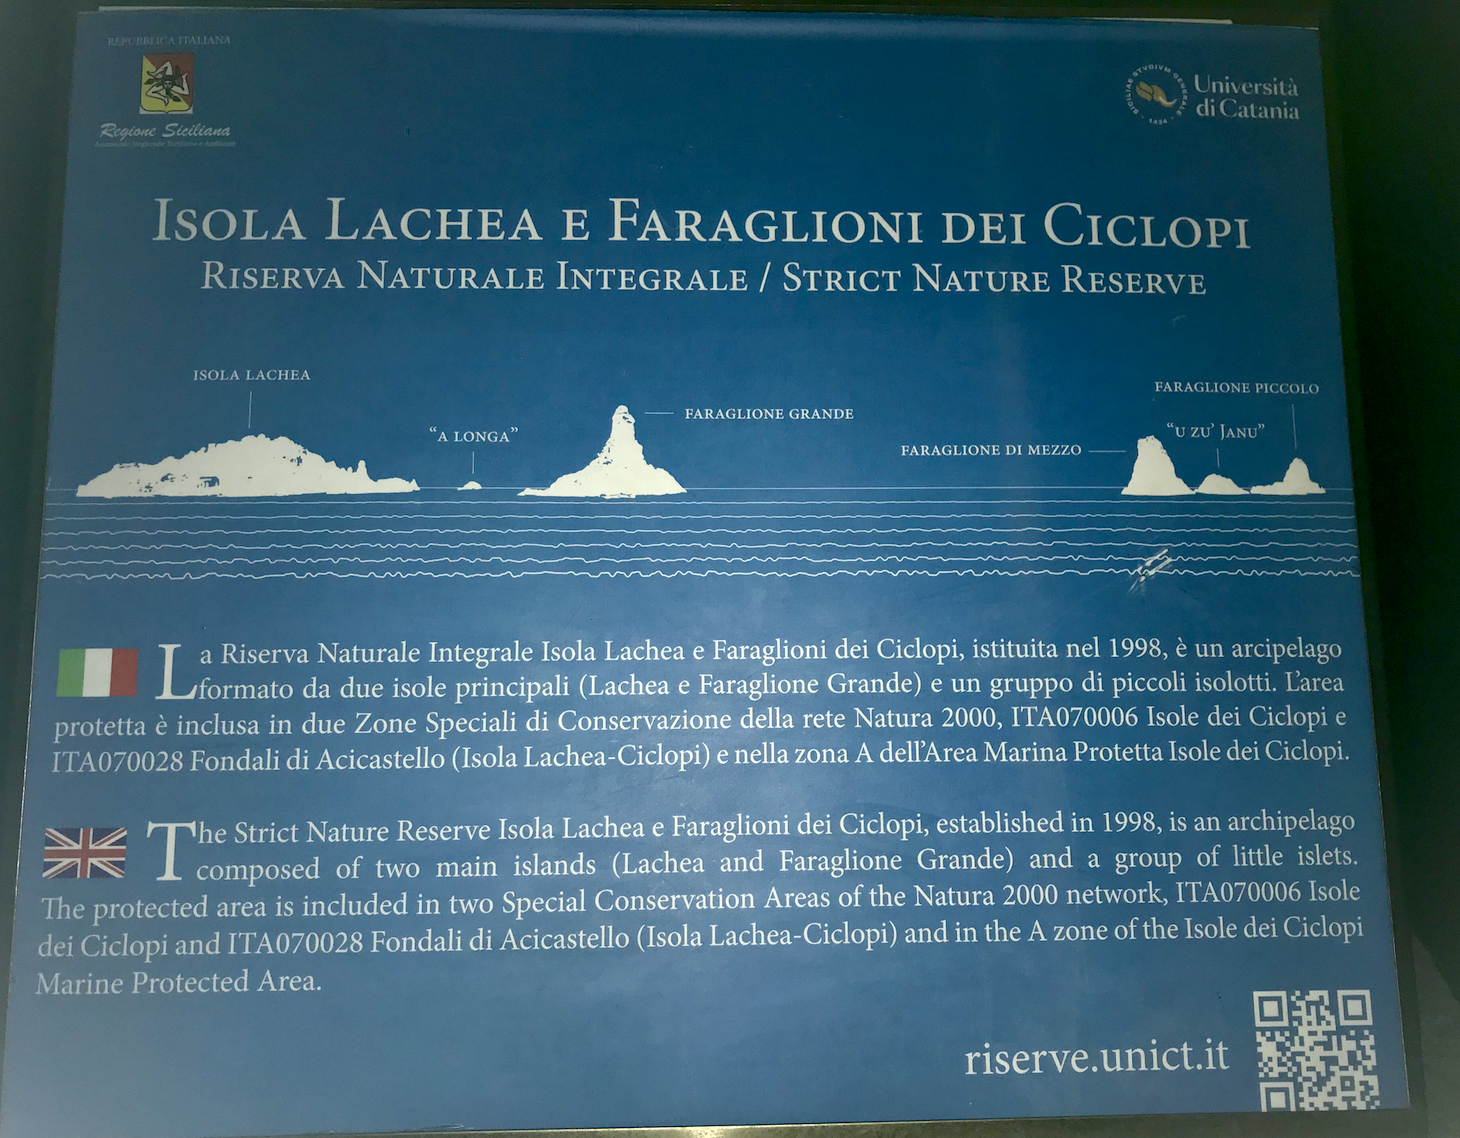 REPUBBLICA ITALIANA
Regione Siciliana
Assessorato Regionale Territorio e Ambiente
SICILIAE STVDIVM GENERALE
· 1434 ·
Università
di Catania
ISOLA LACHEA E FARAGLIONI DEI CICLOPI
RISERVA NATURALE INTEGRALE / STRICT NATURE RESERVE
ISOLA LACHEA
"A LONGA"
FARAGLIONE GRANDE
FARAGLIONE DI MEZZO
"U ZU' JANU"
FARAGLIONE PICCOLO
La Riserva Naturale Integrale Isola Lachea e Faraglioni dei Ciclopi, istituita nel 1998, è un arcipelago
formato da due isole principali (Lachea e Faraglione Grande) e un gruppo di piccoli isolotti. L'area
protetta è inclusa in due Zone Speciali di Conservazione della rete Natura 2000, ITA070006 Isole dei Ciclopi e
ITA070028 Fondali di Acicastello (Isola Lachea-Ciclopi) e nella zona A dell'Area Marina Protetta Isole dei Ciclopi.
The Strict Nature Reserve Isola Lachea e Faraglioni dei Ciclopi, established in 1998, is an archipelago
composed of two main islands (Lachea and Faraglione Grande) and a group of little islets.
The protected area is included in two Special Conservation Areas of the Natura 2000 network, ITA070006 Isole
dei Ciclopi and ITA070028 Fondali di Acicastello (Isola Lachea-Ciclopi) and in the A zone of the Isole dei Ciclopi
Marine Protected Area.
riserve.unict.it